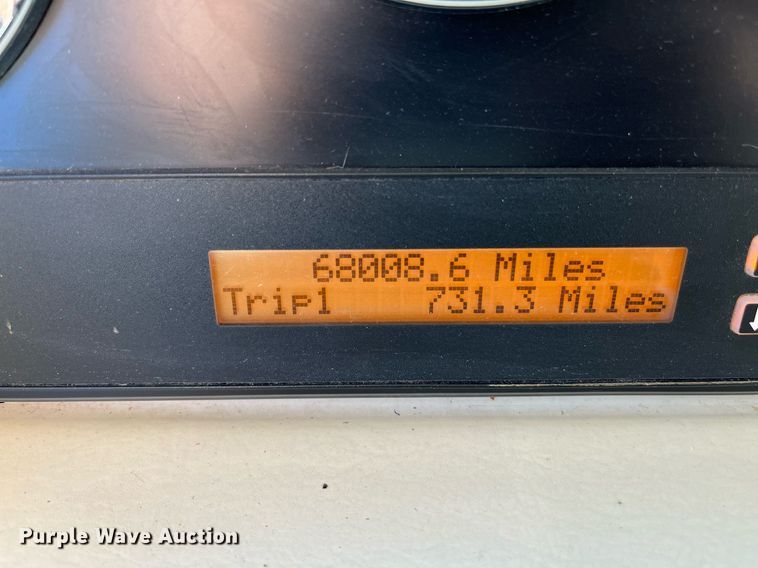 68008.6 Miles
Trip1 731.3 Miles
Purple Wave Auction